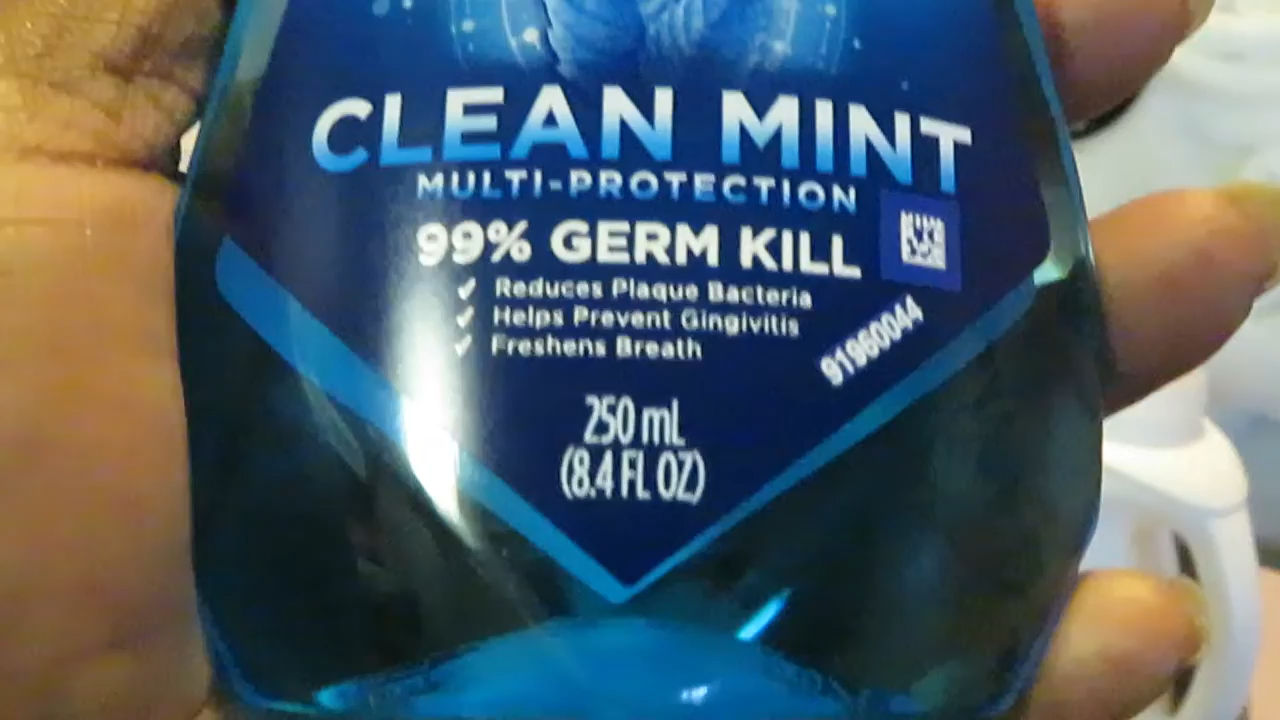 CLEAN MINT
MULTI-PROTECTION
99% GERM KILL
✓ Reduces Plaque Bacteria
✓ Helps Prevent Gingivitis
✓ Freshens Breath
91960044
250 mL
(8.4 FL OZ)